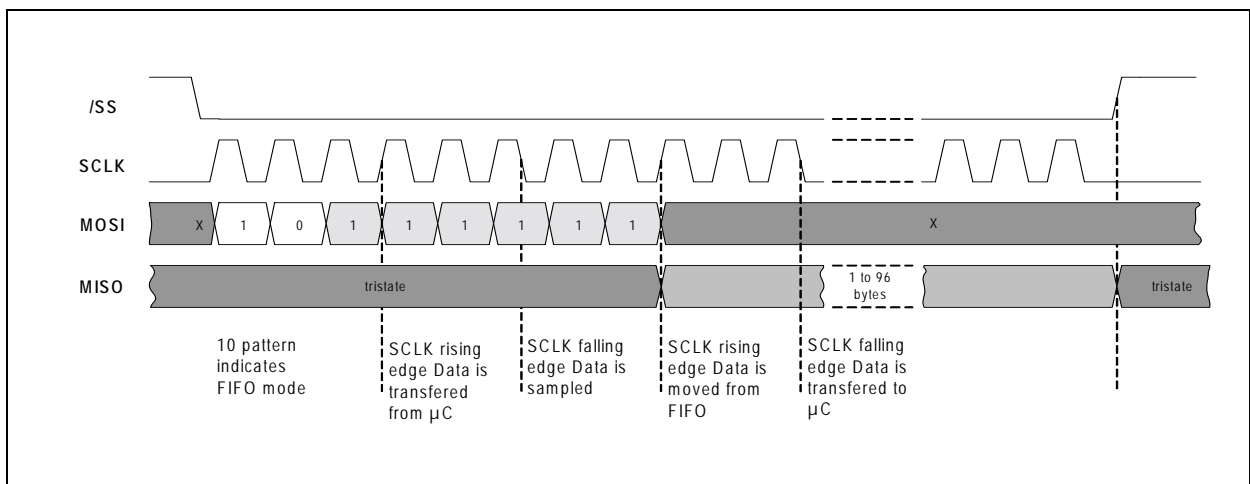 /SS
SCLK
MOSI
X
1
0
1
1
1
1
1
1
X
MISO
tristate
1 to 96
bytes
tristate
10 pattern
indicates
FIFO mode
SCLK rising
edge Data is
transfered
from µC
SCLK falling
edge Data is
sampled
SCLK rising
edge Data is
moved from
FIFO
SCLK falling
edge Data is
transfered to
µC